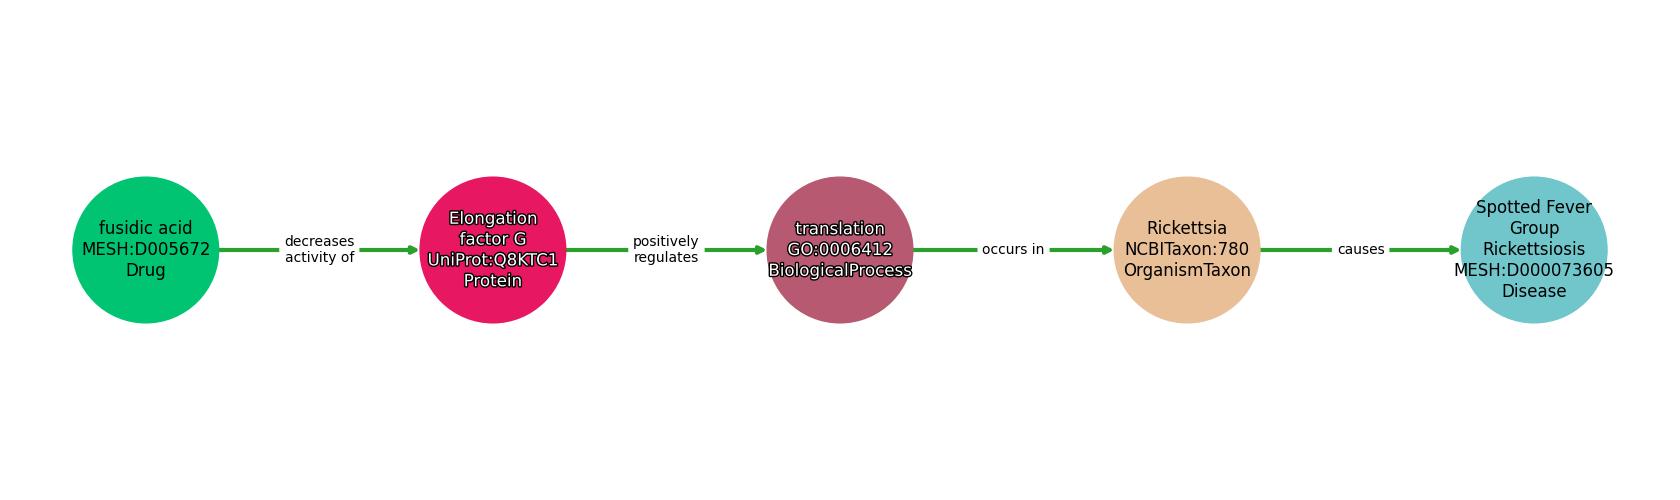 fusidic acid
MESH:D005672
Drug
decreases
activity of
Elongation
factor G
UniProt:Q8KTC1
Protein
positively
regulates
translation
GO:0006412
BiologicalProcess
occurs in
Rickettsia
NCBITaxon:780
OrganismTaxon
causes
Spotted Fever
Group
Rickettsiosis
MESH:D000073605
Disease